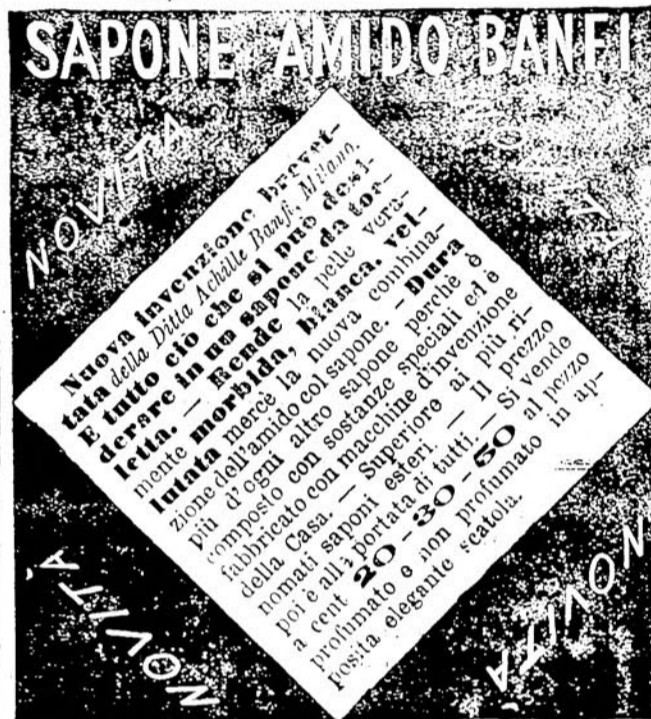 SAPONE AMIDO BANFI
NOVITÀ
NOVITÀ
Nuova invenzione brevet-
tata della Ditta Achille Banfi, Milano.
E tutto ciò che si può desi-
derare in un sapone da toe-
letta. — Rende la pelle vera-
mente morbida, bianca, vel-
lutata mercè la nuova combina-
zione dell'amido col sapone. — Dura
più d'ogni altro sapone perchè è
composto con sostanze speciali ed è
fabbricato con macchine d'invenzione
della Casa. — Superiore ai più ri-
nomati saponi esteri. — Il prezzo
poi è alla portata di tutti. — Si vende
a cent 20-30-50 al pezzo
profumato e non profumato in ap-
posita elegante scatola.
NOVITÀ
NOVITÀ